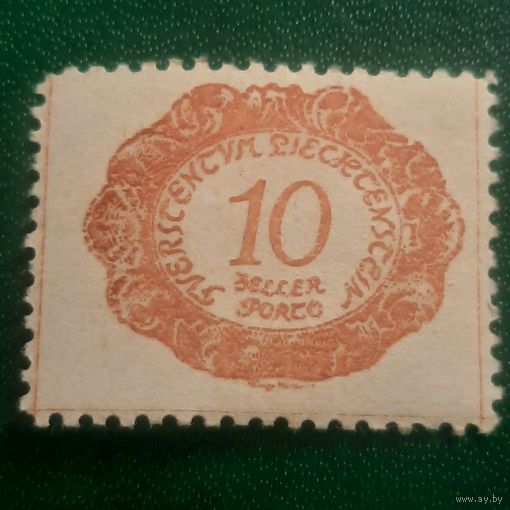 FVERSTENTVM LIECHTENSTEIN
10
HELLER
PORTO
www.ay.by